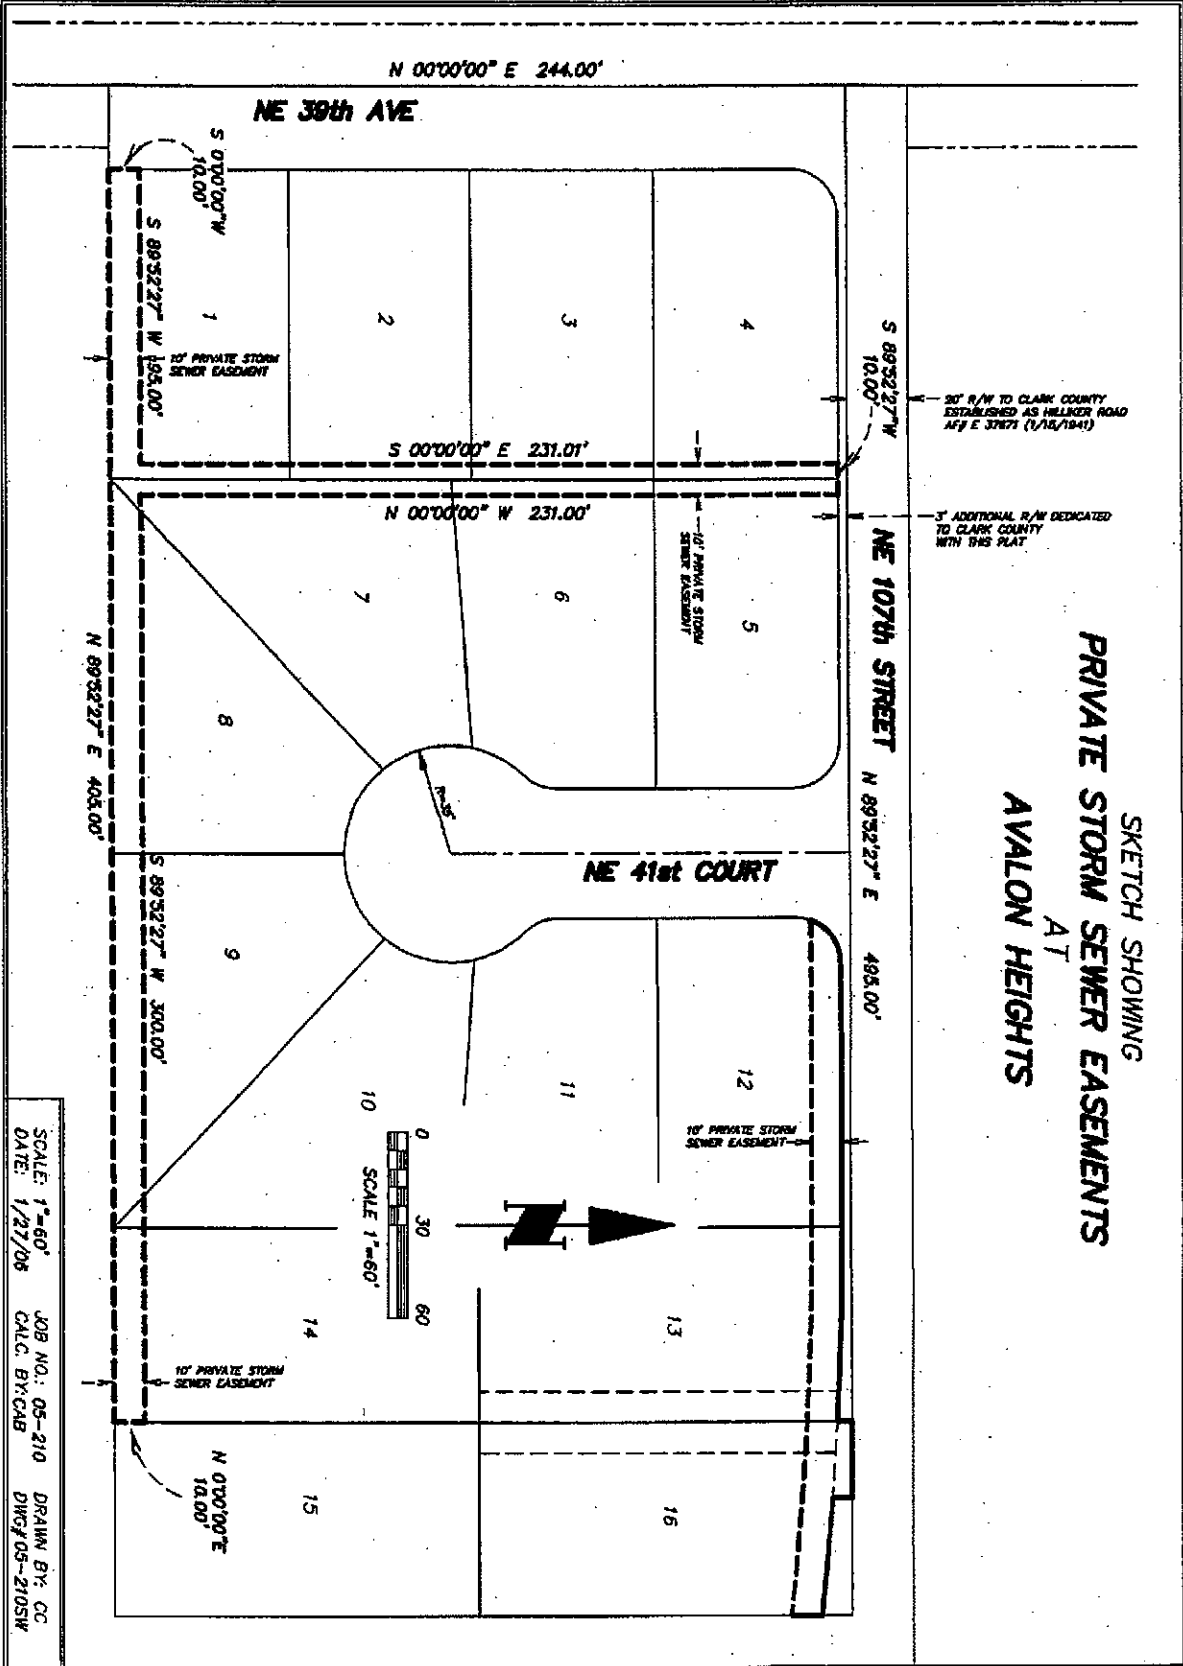 SKETCH SHOWING
PRIVATE STORM SEWER EASEMENTS
AT
AVALON HEIGHTS
N 00°00'00" E 244.00'
NE 39th AVE
S 0°00'00"W
10.00'
S 89°52'27" W 195.00'
10' PRIVATE STORM
SEWER EASEMENT
1
2
3
4
S 89°52'27"W
10.00'
20' R/W TO CLARK COUNTY
ESTABLISHED AS HILLIKER ROAD
AF# E 37871 (1/15/1941)
S 00°00'00" E 231.01'
N 00°00'00" W 231.00'
10' PRIVATE STORM
SEWER EASEMENT
3' ADDITIONAL R/W DEDICATED
TO CLARK COUNTY
WITH THIS PLAT
NE 107th STREET
N 89°52'27" E 495.00'
5
6
7
8
R=35'
NE 41st COURT
N 89°52'27" E 405.00'
S 89°52'27" W 300.00'
9
10
11
12
10' PRIVATE STORM
SEWER EASEMENT
0 30 60
SCALE 1"=60'
N
13
14
10' PRIVATE STORM
SEWER EASEMENT
N 0°00'00"E
10.00'
15
16
SCALE: 1"=60' JOB NO.: 05-210 DRAWN BY: CC
DATE: 1/27/06 CALC. BY:CAB DWG# 05-210SW